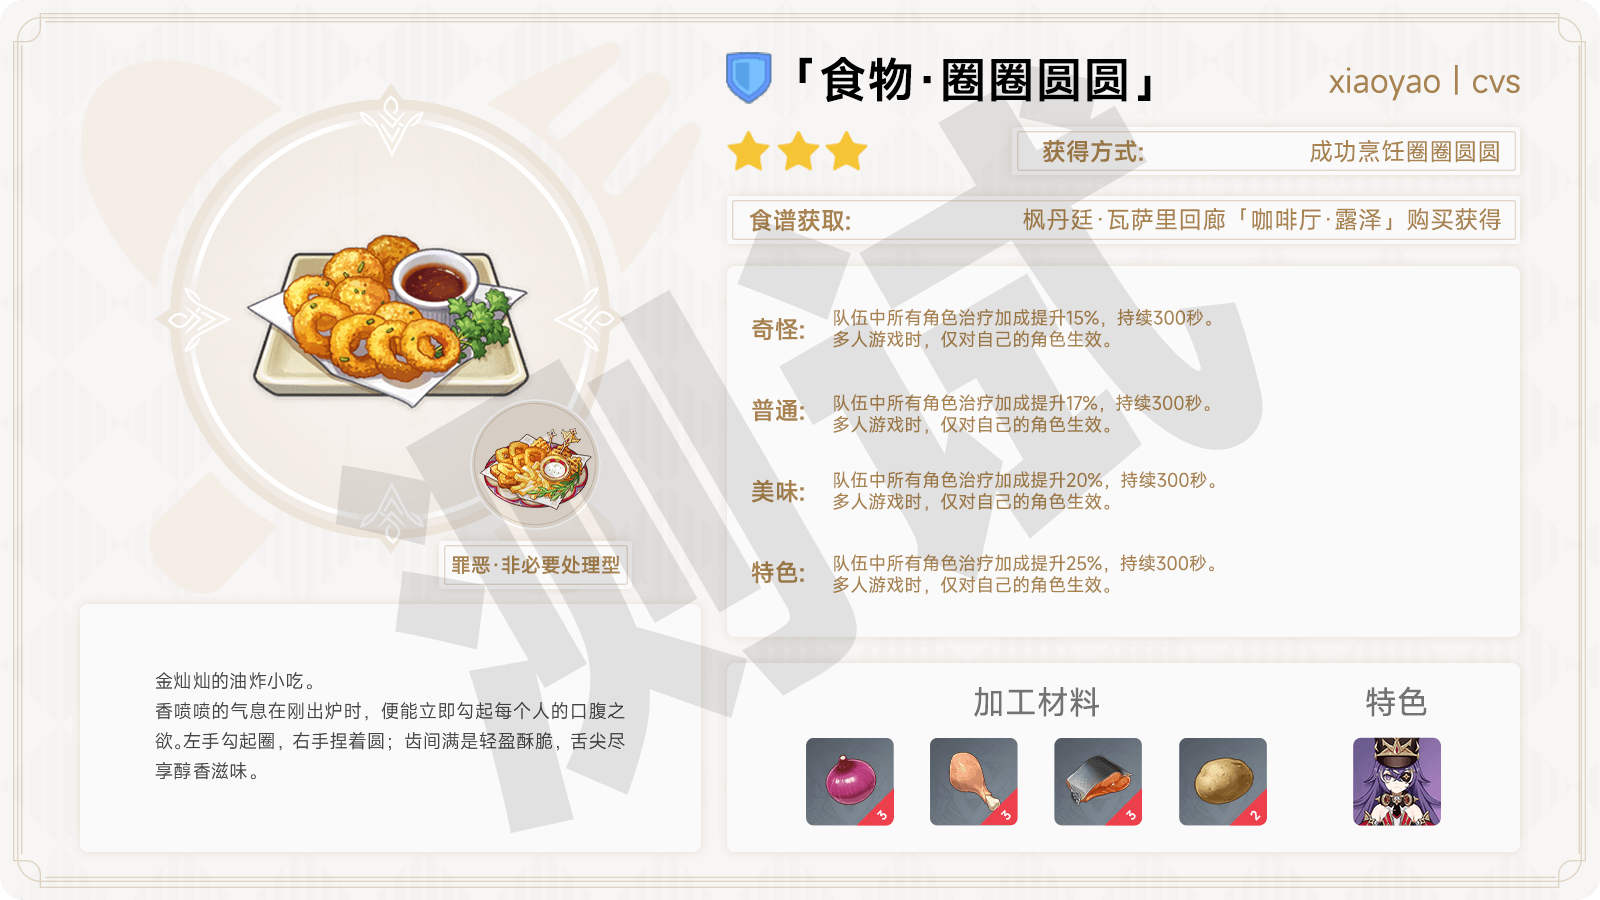 「食物·圈圈圆圆」
xiaoyao | cvs
获得方式: 成功烹饪圈圈圆圆
食谱获取: 枫丹廷·瓦萨里回廊「咖啡厅·露泽」购买获得
奇怪: 队伍中所有角色治疗加成提升15%，持续300秒。
多人游戏时，仅对自己的角色生效。
普通: 队伍中所有角色治疗加成提升17%，持续300秒。
多人游戏时，仅对自己的角色生效。
美味: 队伍中所有角色治疗加成提升20%，持续300秒。
多人游戏时，仅对自己的角色生效。
特色: 队伍中所有角色治疗加成提升25%，持续300秒。
多人游戏时，仅对自己的角色生效。
罪恶·非必要处理型
金灿灿的油炸小吃。
香喷喷的气息在刚出炉时，便能立即勾起每个人的口腹之
欲。左手勾起圈，右手捏着圆；齿间满是轻盈酥脆，舌尖尽
享醇香滋味。
加工材料
特色
3
3
3
2
测试